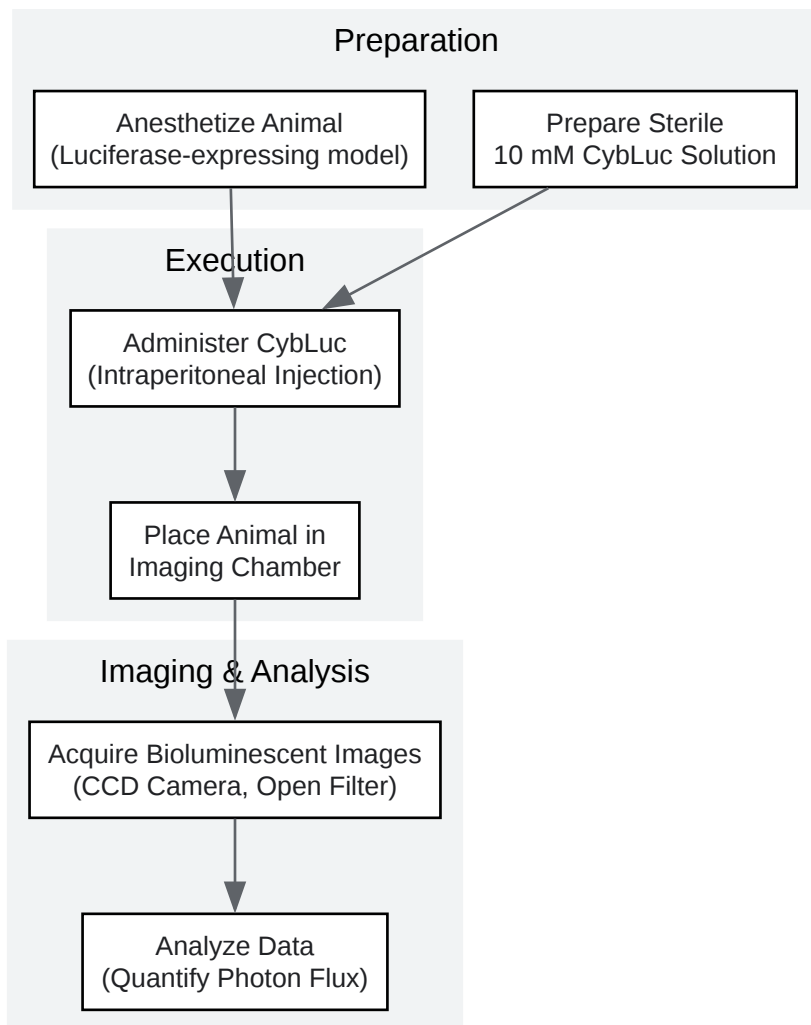 Preparation
Anesthetize Animal
(Luciferase-expressing model)
Prepare Sterile
10 mM CybLuc Solution
Execution
Administer CybLuc
(Intraperitoneal Injection)
Place Animal in
Imaging Chamber
Imaging & Analysis
Acquire Bioluminescent Images
(CCD Camera, Open Filter)
Analyze Data
(Quantify Photon Flux)